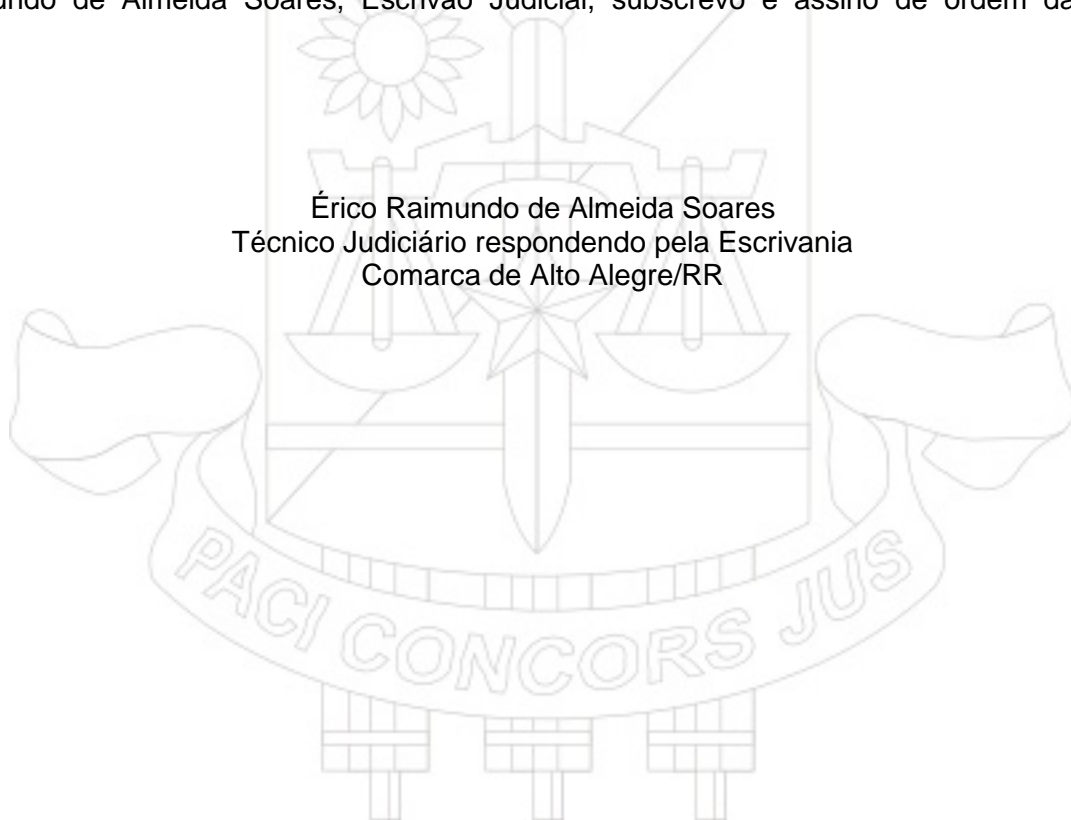 undo de Almeida Soares, Escrivão Judicial, subscrevo e assino de ordem da
Érico Raimundo de Almeida Soares
Técnico Judiciário respondendo pela Escrivania
Comarca de Alto Alegre/RR
PACI CONCORS JUS